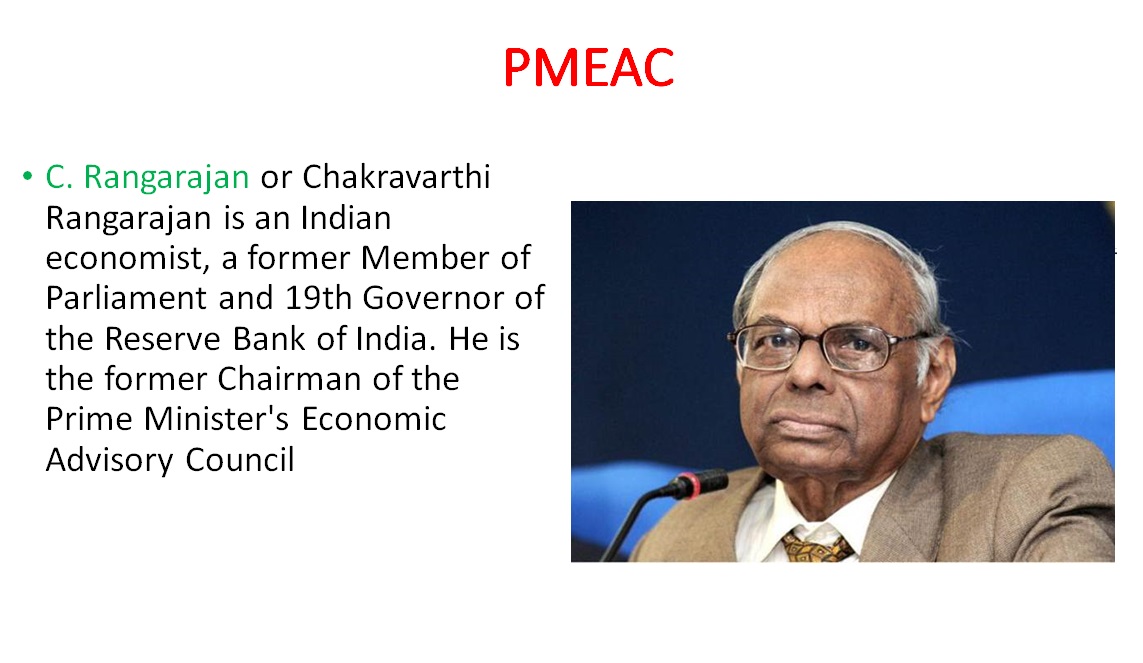 PMEAC
• C. Rangarajan or Chakravarthi
Rangarajan is an Indian
economist, a former Member of
Parliament and 19th Governor of
the Reserve Bank of India. He is
the former Chairman of the
Prime Minister's Economic
Advisory Council